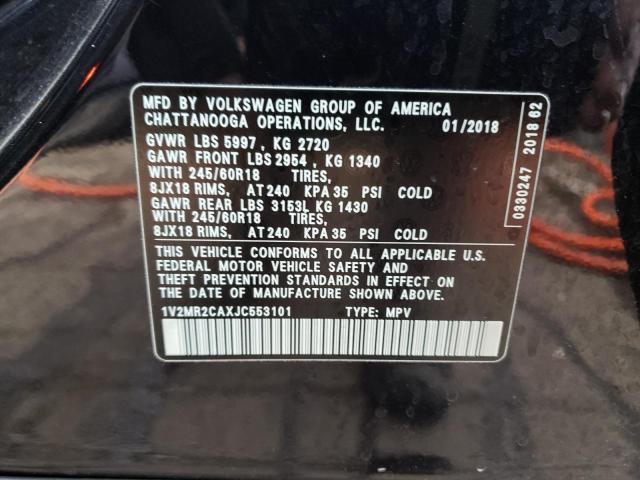 MFD BY VOLKSWAGEN GROUP OF AMERICA
CHATTANOOGA OPERATIONS, LLC. 01/2018
GVWR LBS 5997 , KG 2720
GAWR FRONT LBS 2954 , KG 1340
WITH 245/60R18 TIRES,
8JX18 RIMS, AT 240 KPA 35 PSI COLD
GAWR REAR LBS 3153L KG 1430
WITH 245/60R18 TIRES,
8JX18 RIMS, AT 240 KPA 35 PSI COLD
THIS VEHICLE CONFORMS TO ALL APPLICABLE U.S.
FEDERAL MOTOR VEHICLE SAFETY AND
THEFT PREVENTION STANDARDS IN EFFECT ON
THE DATE OF MANUFACTURE SHOWN ABOVE.
1V2MR2CAXJC553101 TYPE: MPV
0330247 2018 62